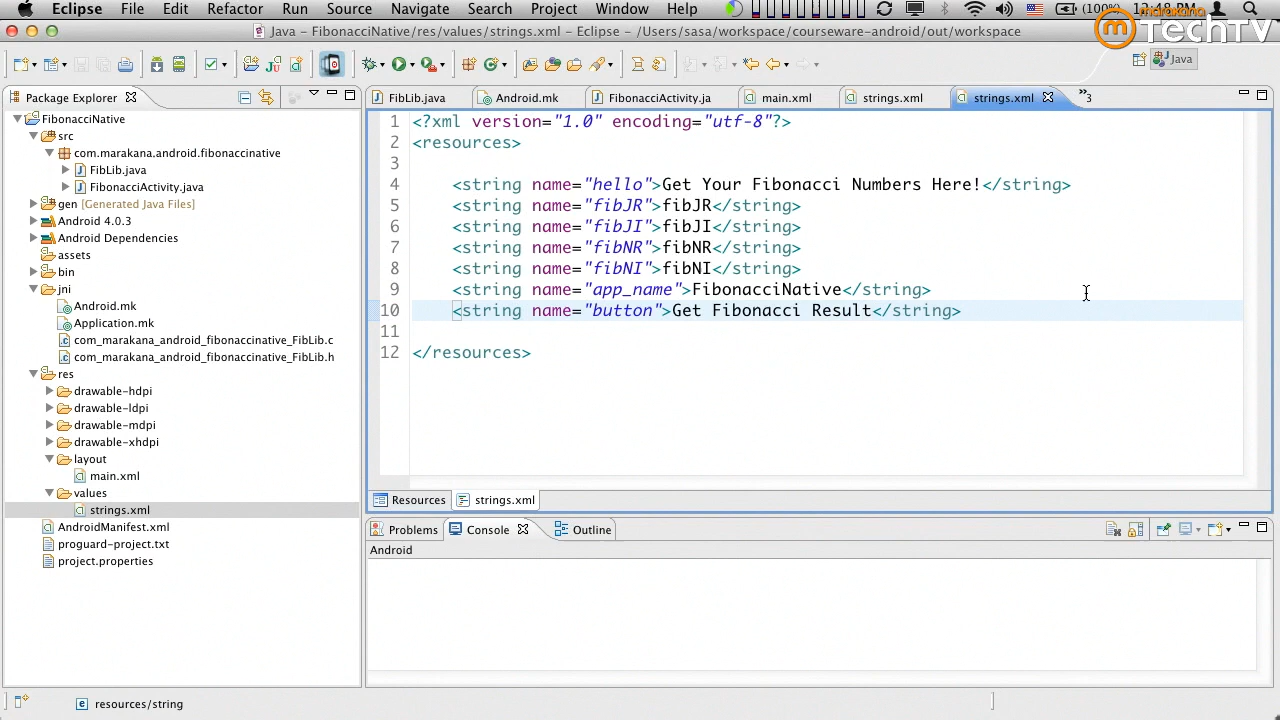 Eclipse File Edit Refactor Run Source Navigate Search Project Window Help (100%) 12:48 PM
marakana TechTV
Java – FibonacciNative/res/values/strings.xml – Eclipse – /Users/sasa/workspace/courseware-android/out/workspace
Java
Package Explorer
FibLib.java Android.mk FibonacciActivity.ja main.xml strings.xml strings.xml »3
FibonacciNative
src
com.marakana.android.fibonaccinative
FibLib.java
FibonacciActivity.java
gen [Generated Java Files]
Android 4.0.3
Android Dependencies
assets
bin
jni
Android.mk
Application.mk
com_marakana_android_fibonaccinative_FibLib.c
com_marakana_android_fibonaccinative_FibLib.h
res
drawable-hdpi
drawable-ldpi
drawable-mdpi
drawable-xhdpi
layout
main.xml
values
strings.xml
AndroidManifest.xml
proguard-project.txt
project.properties
1 <?xml version="1.0" encoding="utf-8"?>
2 <resources>
3
4 <string name="hello">Get Your Fibonacci Numbers Here!</string>
5 <string name="fibJR">fibJR</string>
6 <string name="fibJI">fibJI</string>
7 <string name="fibNR">fibNR</string>
8 <string name="fibNI">fibNI</string>
9 <string name="app_name">FibonacciNative</string>
10 <string name="button">Get Fibonacci Result</string>
11
12 </resources>
Resources strings.xml
Problems Console Outline
Android
resources/string